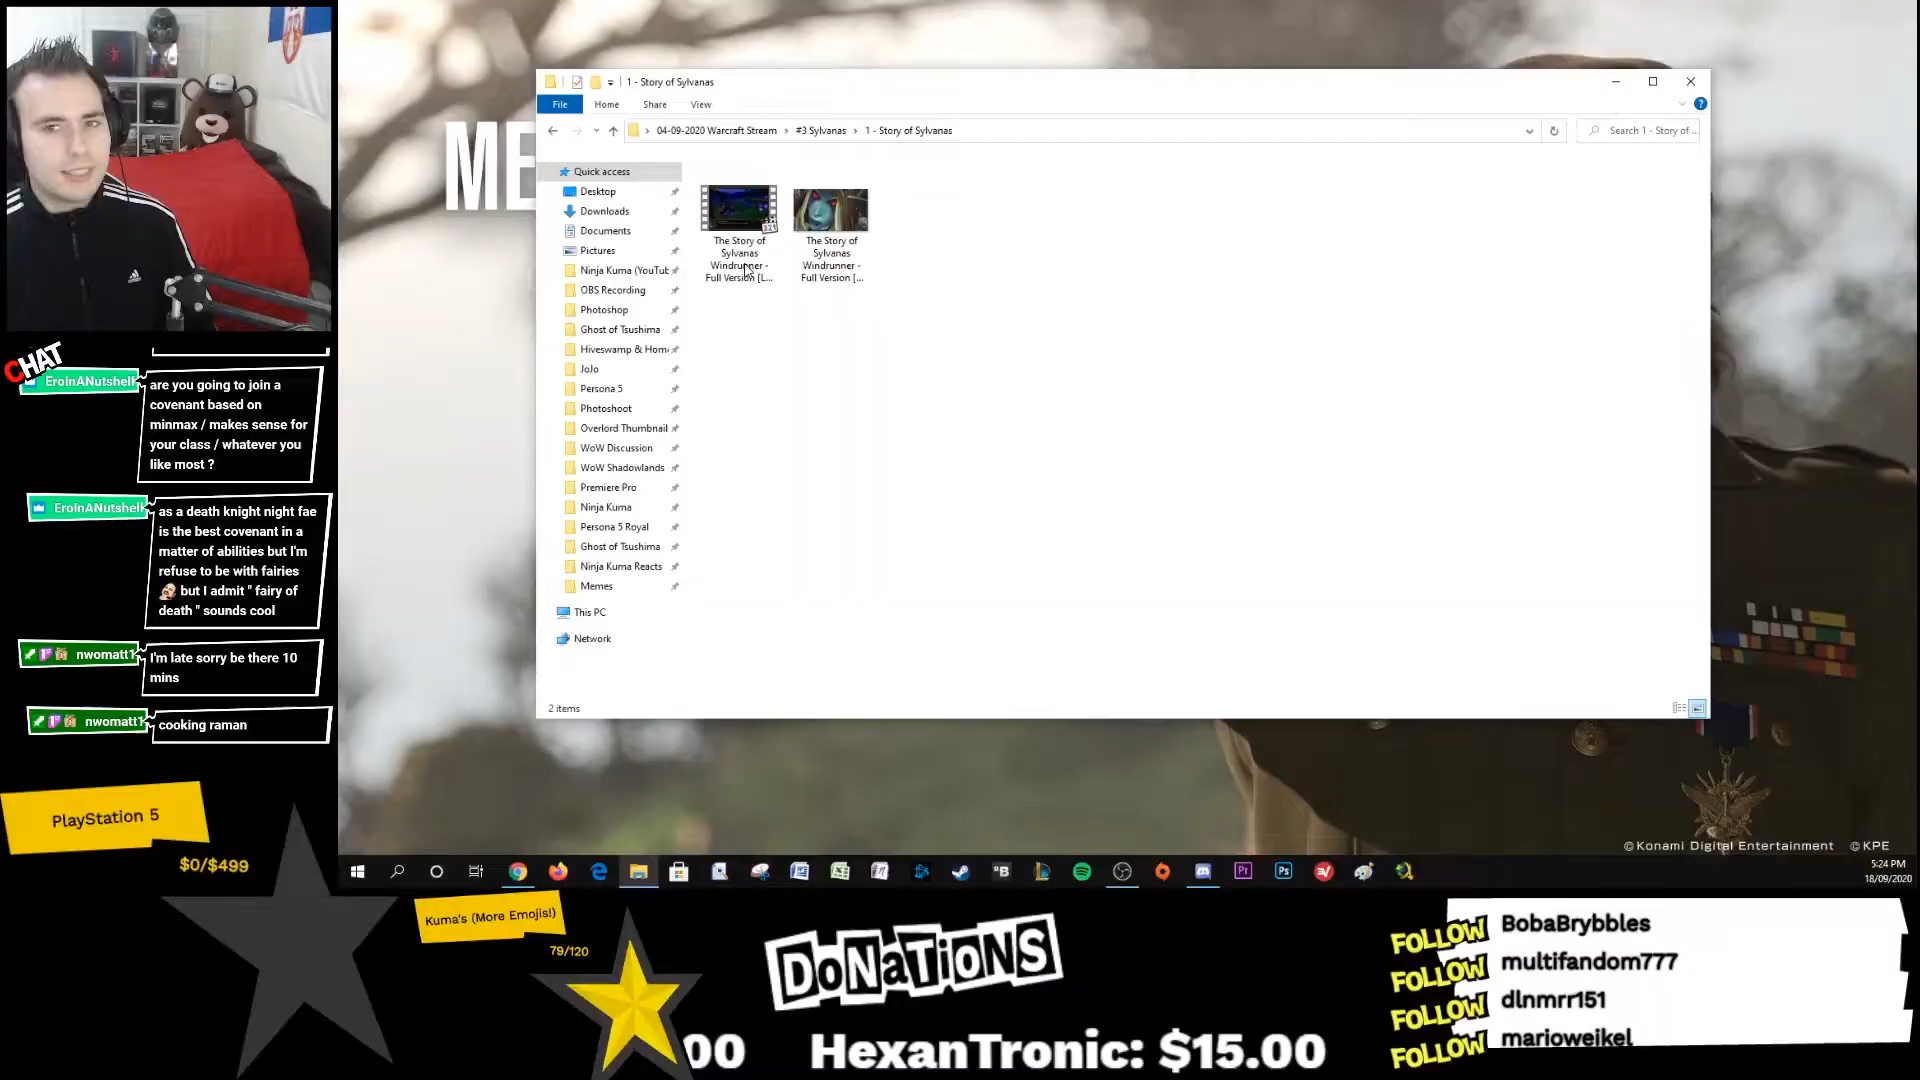 CHAT
EroInANutshell
are you going to join a
covenant based on
minmax / makes sense for
your class / whatever you
like most ?
EroInANutshell
as a death knight night fae
is the best covenant in a
matter of abilities but I'm
refuse to be with fairies
but I admit " fairy of
death " sounds cool
nwomatt1
I'm late sorry be there 10
mins
nwomatt1
cooking raman
PlayStation 5
$0/$499
Kuma's (More Emojis!)
79/120
DoNaTioNS
00 HexanTronic: $15.00
FOLLOW BobaBrybbles
FOLLOW multifandom777
FOLLOW dlnmrr151
FOLLOW marioweikel
ME
1 - Story of Sylvanas
File Home Share View
04-09-2020 Warcraft Stream > #3 Sylvanas > 1 - Story of Sylvanas
Search 1 - Story of ...
Quick access
Desktop
Downloads
Documents
Pictures
Ninja Kuma (YouTub
OBS Recording
Photoshop
Ghost of Tsushima
Hiveswamp & Hom
JoJo
Persona 5
Photoshoot
Overlord Thumbnail
WoW Discussion
WoW Shadowlands
Premiere Pro
Ninja Kuma
Persona 5 Royal
Ghost of Tsushima
Ninja Kuma Reacts
Memes
This PC
Network
The Story of
Sylvanas
Windrunner -
Full Version [L...
The Story of
Sylvanas
Windrunner -
Full Version [...
2 items
©Konami Digital Entertainment ©KPE
5:24 PM
18/09/2020